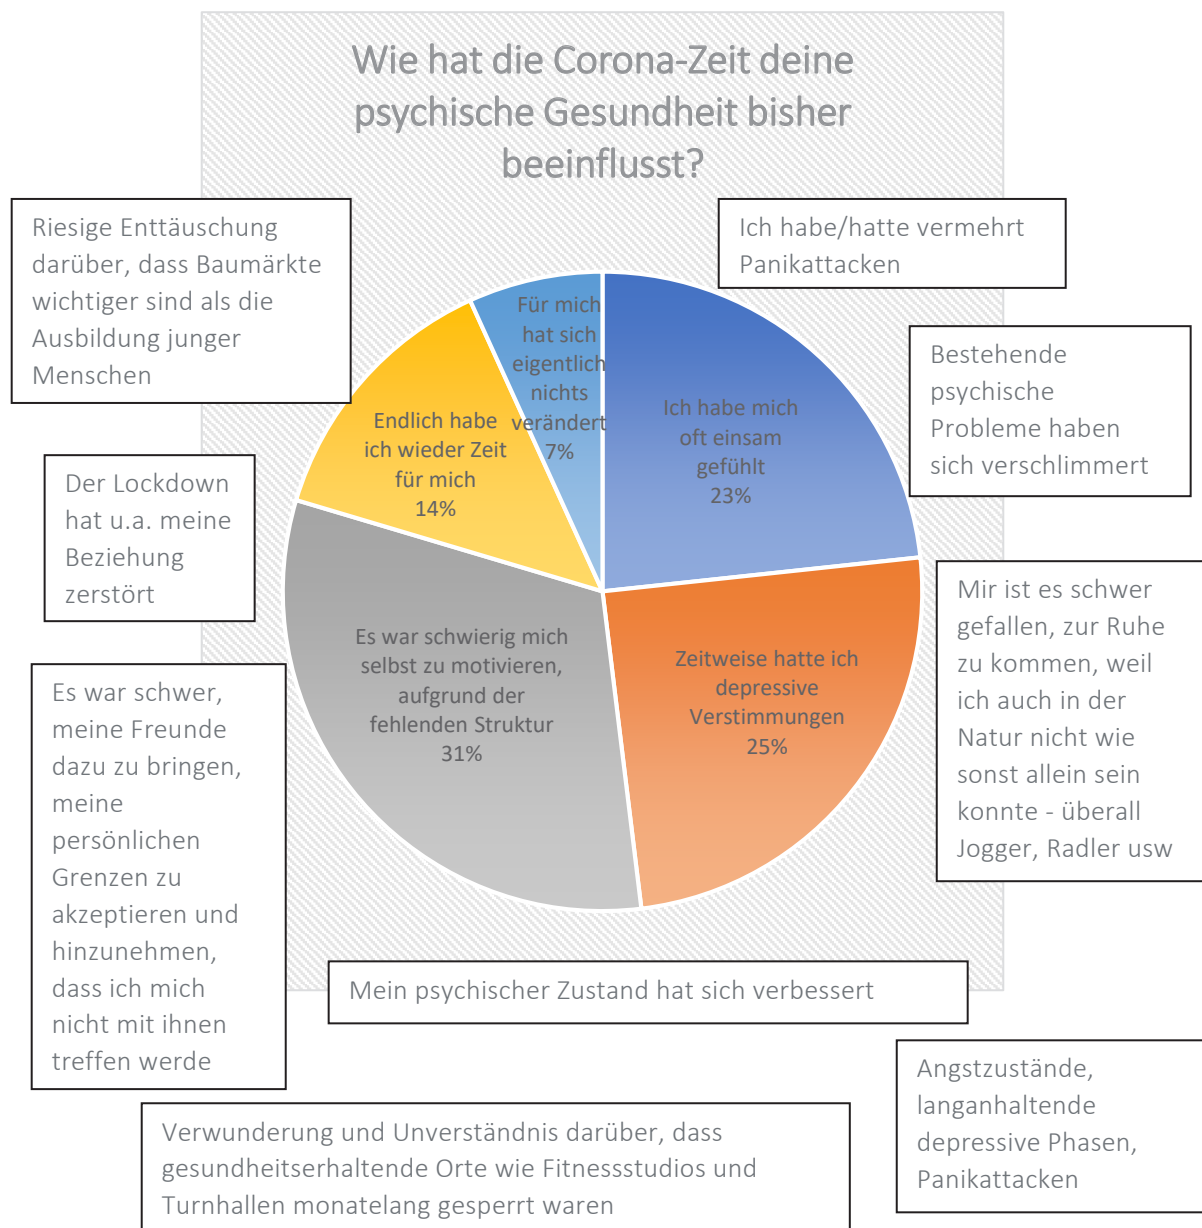 Wie hat die Corona-Zeit deine
psychische Gesundheit bisher
beeinflusst?
Riesige Enttäuschung
darüber, dass Baumärkte
wichtiger sind als die
Ausbildung junger
Menschen
Ich habe/hatte vermehrt
Panikattacken
Für mich
hat sich
eigentlich
nichts
verändert
7%
Bestehende
psychische
Probleme haben
sich verschlimmert
Ich habe mich
oft einsam
gefühlt
23%
Endlich habe
ich wieder Zeit
für mich
14%
Der Lockdown
hat u.a. meine
Beziehung
zerstört
Mir ist es schwer
gefallen, zur Ruhe
zu kommen, weil
ich auch in der
Natur nicht wie
sonst allein sein
konnte - überall
Jogger, Radler usw
Es war schwierig mich
selbst zu motivieren,
aufgrund der
fehlenden Struktur
31%
Zeitweise hatte ich
depressive
Verstimmungen
25%
Es war schwer,
meine Freunde
dazu zu bringen,
meine
persönlichen
Grenzen zu
akzeptieren und
hinzunehmen,
dass ich mich
nicht mit ihnen
treffen werde
Mein psychischer Zustand hat sich verbessert
Angstzustände,
langanhaltende
depressive Phasen,
Panikattacken
Verwunderung und Unverständnis darüber, dass
gesundheitserhaltende Orte wie Fitnessstudios und
Turnhallen monatelang gesperrt waren